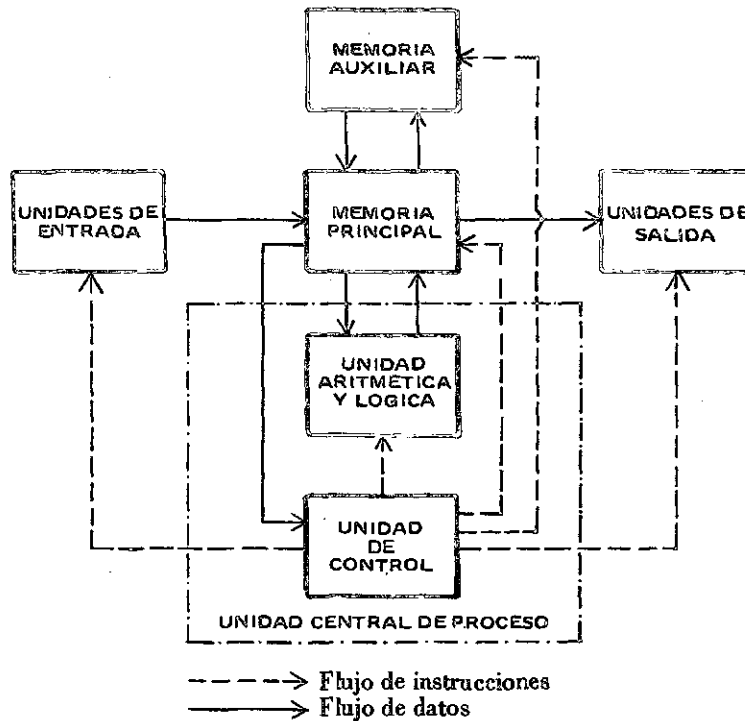 MEMORIA
AUXILIAR
UNIDADES DE
ENTRADA
MEMORIA
PRINCIPAL
UNIDADES DE
SALIDA
UNIDAD
ARITMÉTICA
Y LOGICA
UNIDAD
DE
CONTROL
UNIDAD CENTRAL DE PROCESO
Flujo de instrucciones
Flujo de datos